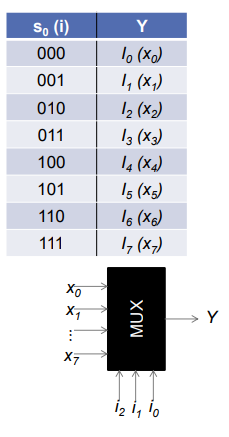 s₀ (i) Y
000 I₀ (x₀)
001 I₁ (x₁)
010 I₂ (x₂)
011 I₃ (x₃)
100 I₄ (x₄)
101 I₅ (x₅)
110 I₆ (x₆)
111 I₇ (x₇)
x₀
x₁
⋮
x₇
MUX
Y
i₂ i₁ i₀